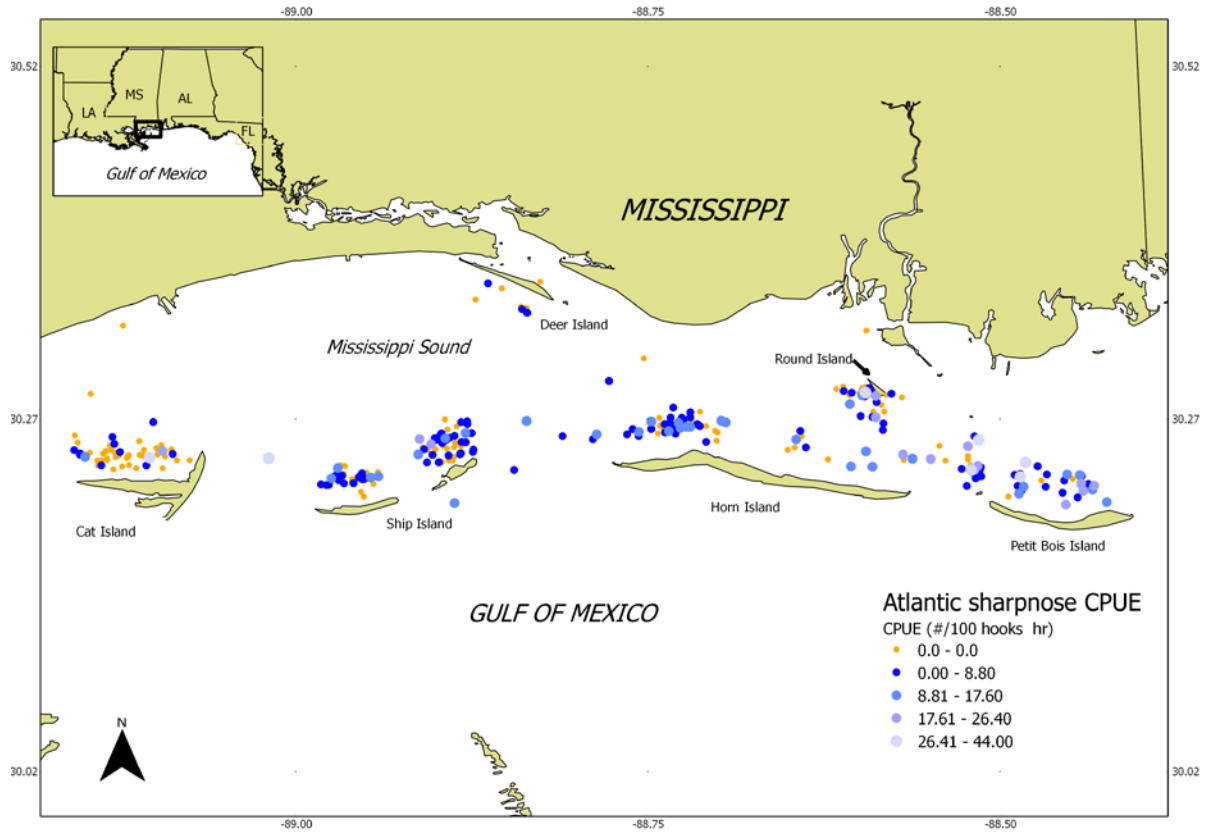 -89.00
-88.75
-88.50
30.52
30.52
MS
AL
LA
FL
Gulf of Mexico
MISSISSIPPI
Deer Island
Mississippi Sound
Round Island
30.27
30.27
Cat Island
Ship Island
Horn Island
Petit Bois Island
GULF OF MEXICO
Atlantic sharpnose CPUE
CPUE (#/100 hooks hr)
0.0 - 0.0
0.00 - 8.80
8.81 - 17.60
17.61 - 26.40
26.41 - 44.00
N
30.02
30.02
-89.00
-88.75
-88.50